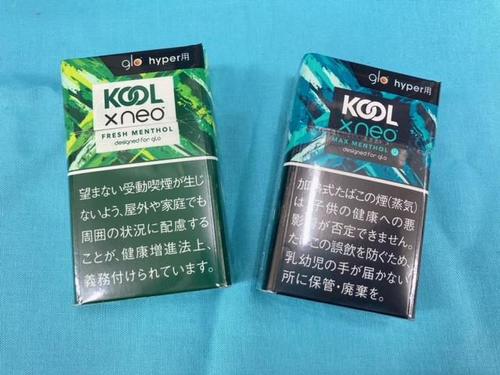 glo hyper用
KOOL
x neo
FRESH MENTHOL
designed for glo
望まない受動喫煙が生じ
ないよう、屋外や家庭でも
周囲の状況に配慮する
ことが、健康増進法上、
義務付けられています。
glo hyper用
KOOL
x neo
MAX MENTHOL
designed for glo
加熱式たばこの煙(蒸気)
は、子供の健康への悪
影響が否定できません。
たばこの誤飲を防ぐため、
乳幼児の手が届かない
所に保管・廃棄を。